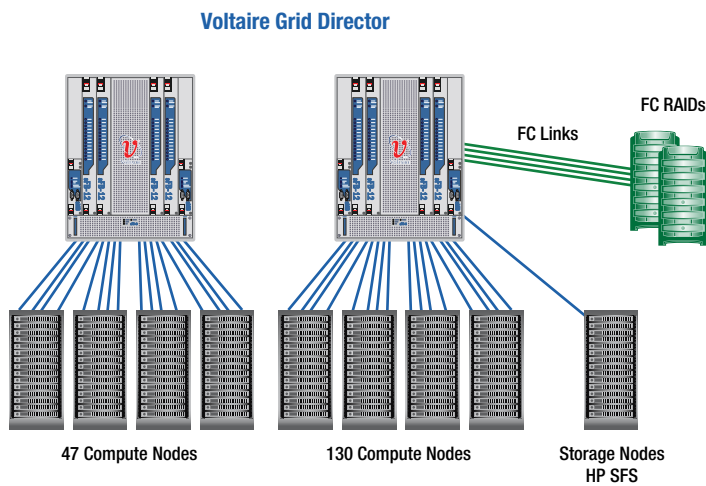 Voltaire Grid Director
FC RAIDs
FC Links
47 Compute Nodes
130 Compute Nodes
Storage Nodes
HP SFS